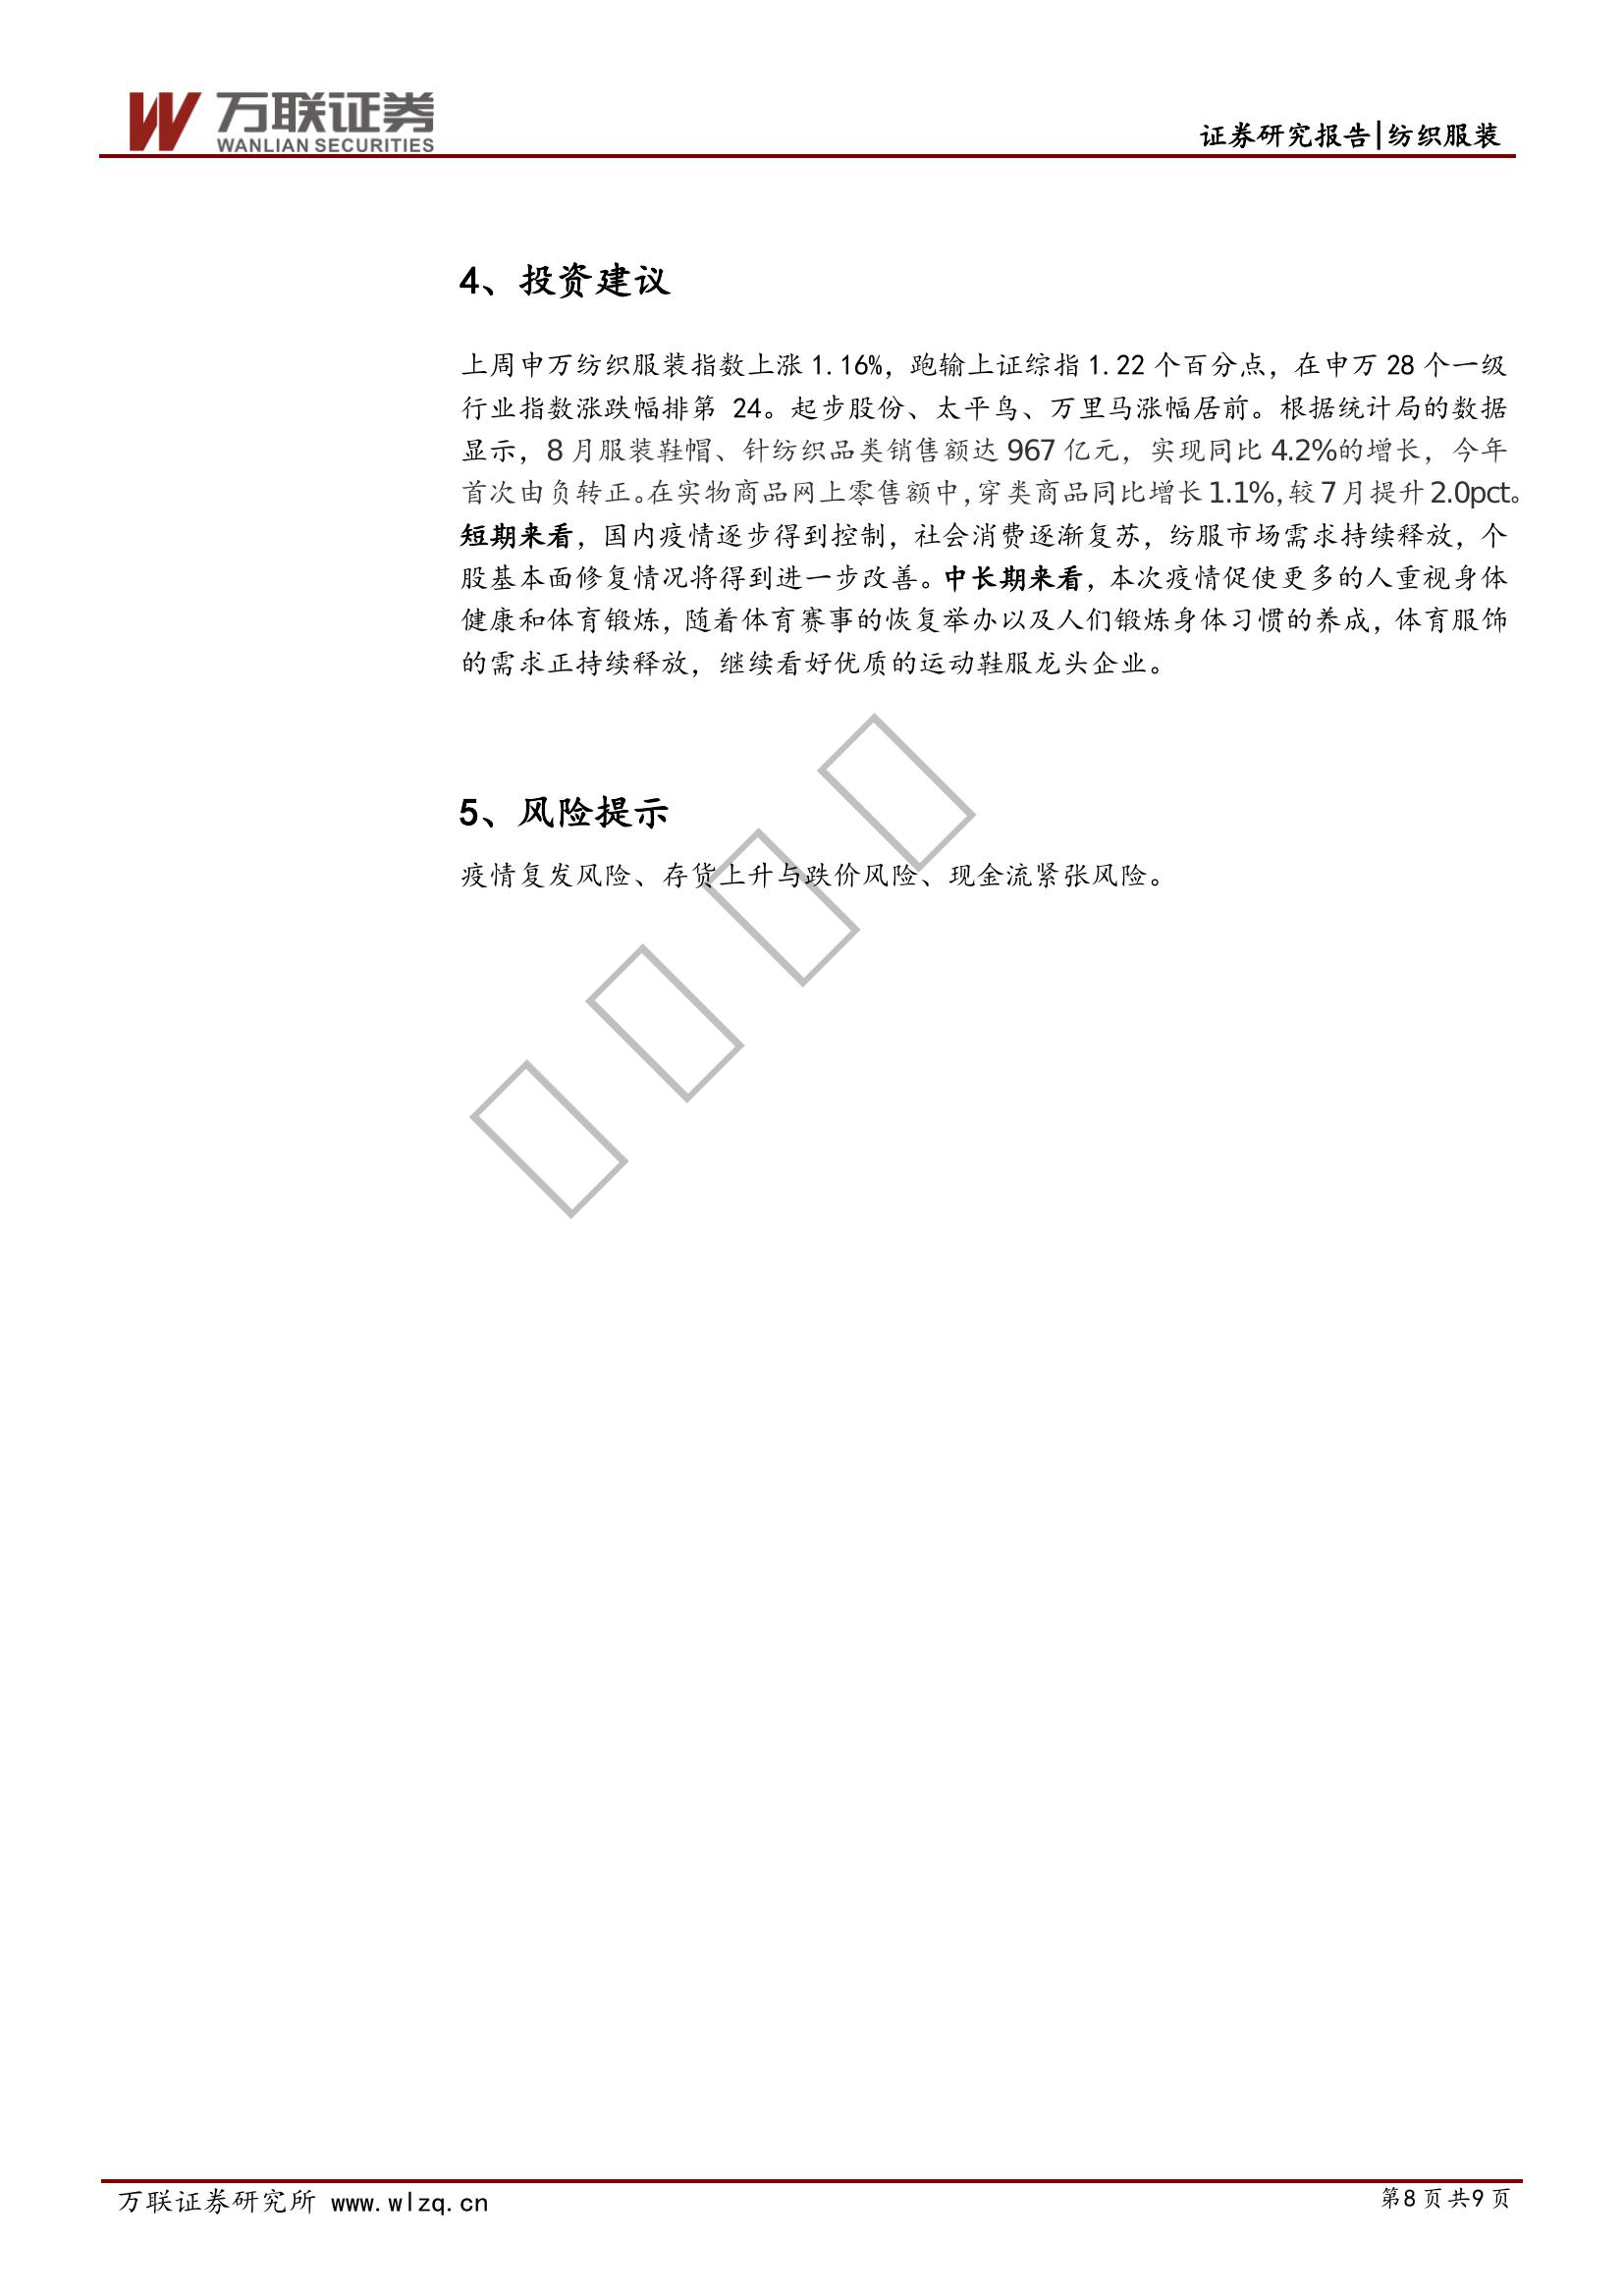 万联证券
WANLIAN SECURITIES
证券研究报告|纺织服装
4、投资建议
上周申万纺织服装指数上涨 1.16%，跑输上证综指 1.22 个百分点，在申万 28 个一级
行业指数涨跌幅排第 24。起步股份、太平鸟、万里马涨幅居前。根据统计局的数据
显示，8 月服装鞋帽、针纺织品类销售额达 967 亿元，实现同比 4.2%的增长，今年
首次由负转正。在实物商品网上零售额中，穿类商品同比增长 1.1%，较 7 月提升 2.0pct。
短期来看，国内疫情逐步得到控制，社会消费逐渐复苏，纺服市场需求持续释放，个
股基本面修复情况将得到进一步改善。中长期来看，本次疫情促使更多的人重视身体
健康和体育锻炼，随着体育赛事的恢复举办以及人们锻炼身体习惯的养成，体育服饰
的需求正持续释放，继续看好优质的运动鞋服龙头企业。
5、风险提示
疫情复发风险、存货上升与跌价风险、现金流紧张风险。
万联证券研究所 www.wlzq.cn
第8 页 共9 页